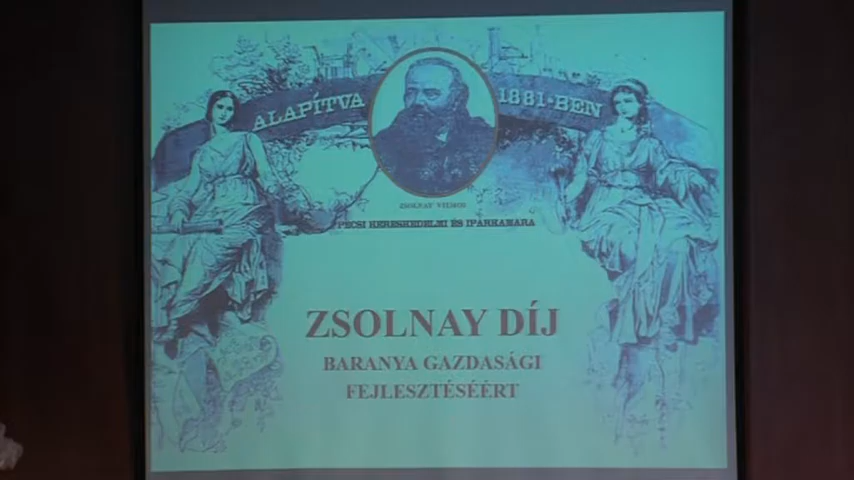 ALAPÍTVA 1881-BEN
ZSOLNAY VILMOS
PÉCSI KERESKEDELMI ÉS IPARKAMARA
ZSOLNAY DÍJ
BARANYA GAZDASÁGI
FEJLESZTÉSÉÉRT